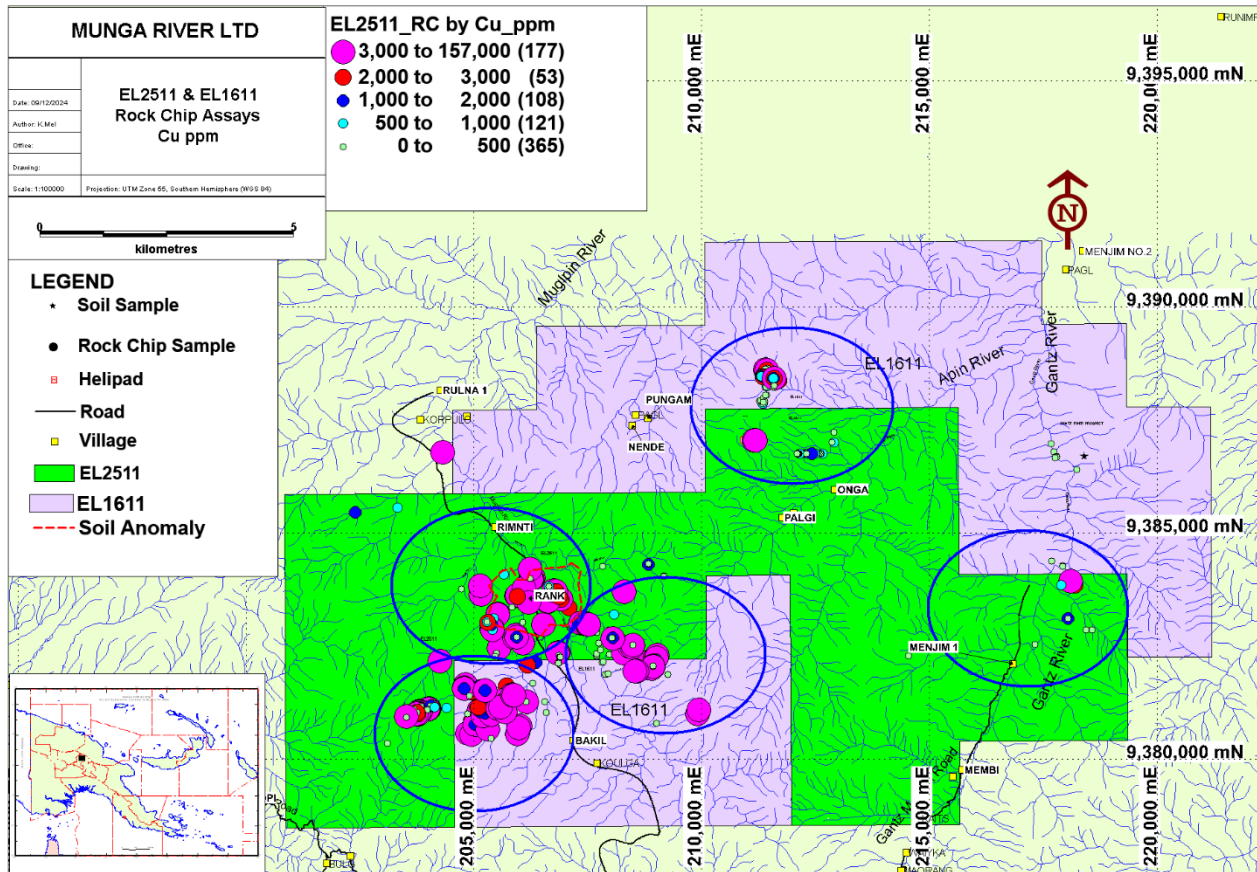 MUNGA RIVER LTD
Date: 09/12/2024
Author: K.Mel
Office:
Drawing:
Scale: 1:100000
EL2511 & EL1611
Rock Chip Assays
Cu ppm
Projection: UTM Zone 55, Southern Hemisphere (WGS 84)
0 5
kilometres
EL2511_RC by Cu_ppm
3,000 to 157,000 (177)
2,000 to 3,000 (53)
1,000 to 2,000 (108)
500 to 1,000 (121)
0 to 500 (365)
LEGEND
Soil Sample
Rock Chip Sample
Helipad
Road
Village
EL2511
EL1611
Soil Anomaly
210,000 mE
215,000 mE
220,000 mE
9,395,000 mN
N
MENJIM NO.2
PAGL
9,390,000 mN
Muglpin River
EL1611
Apin River
Gantz River
RULNA 1
KORPULG
PUNGAM
NENDE
ONGA
PALGI
RIMNTI
9,385,000 mN
RANK
EL2511
EL1611
MENJIM 1
Gantz River
EL1611
BAKIL
KOULGA
9,380,000 mN
MEMBI
205,000 mE
210,000 mE
215,000 mE
220,000 mE